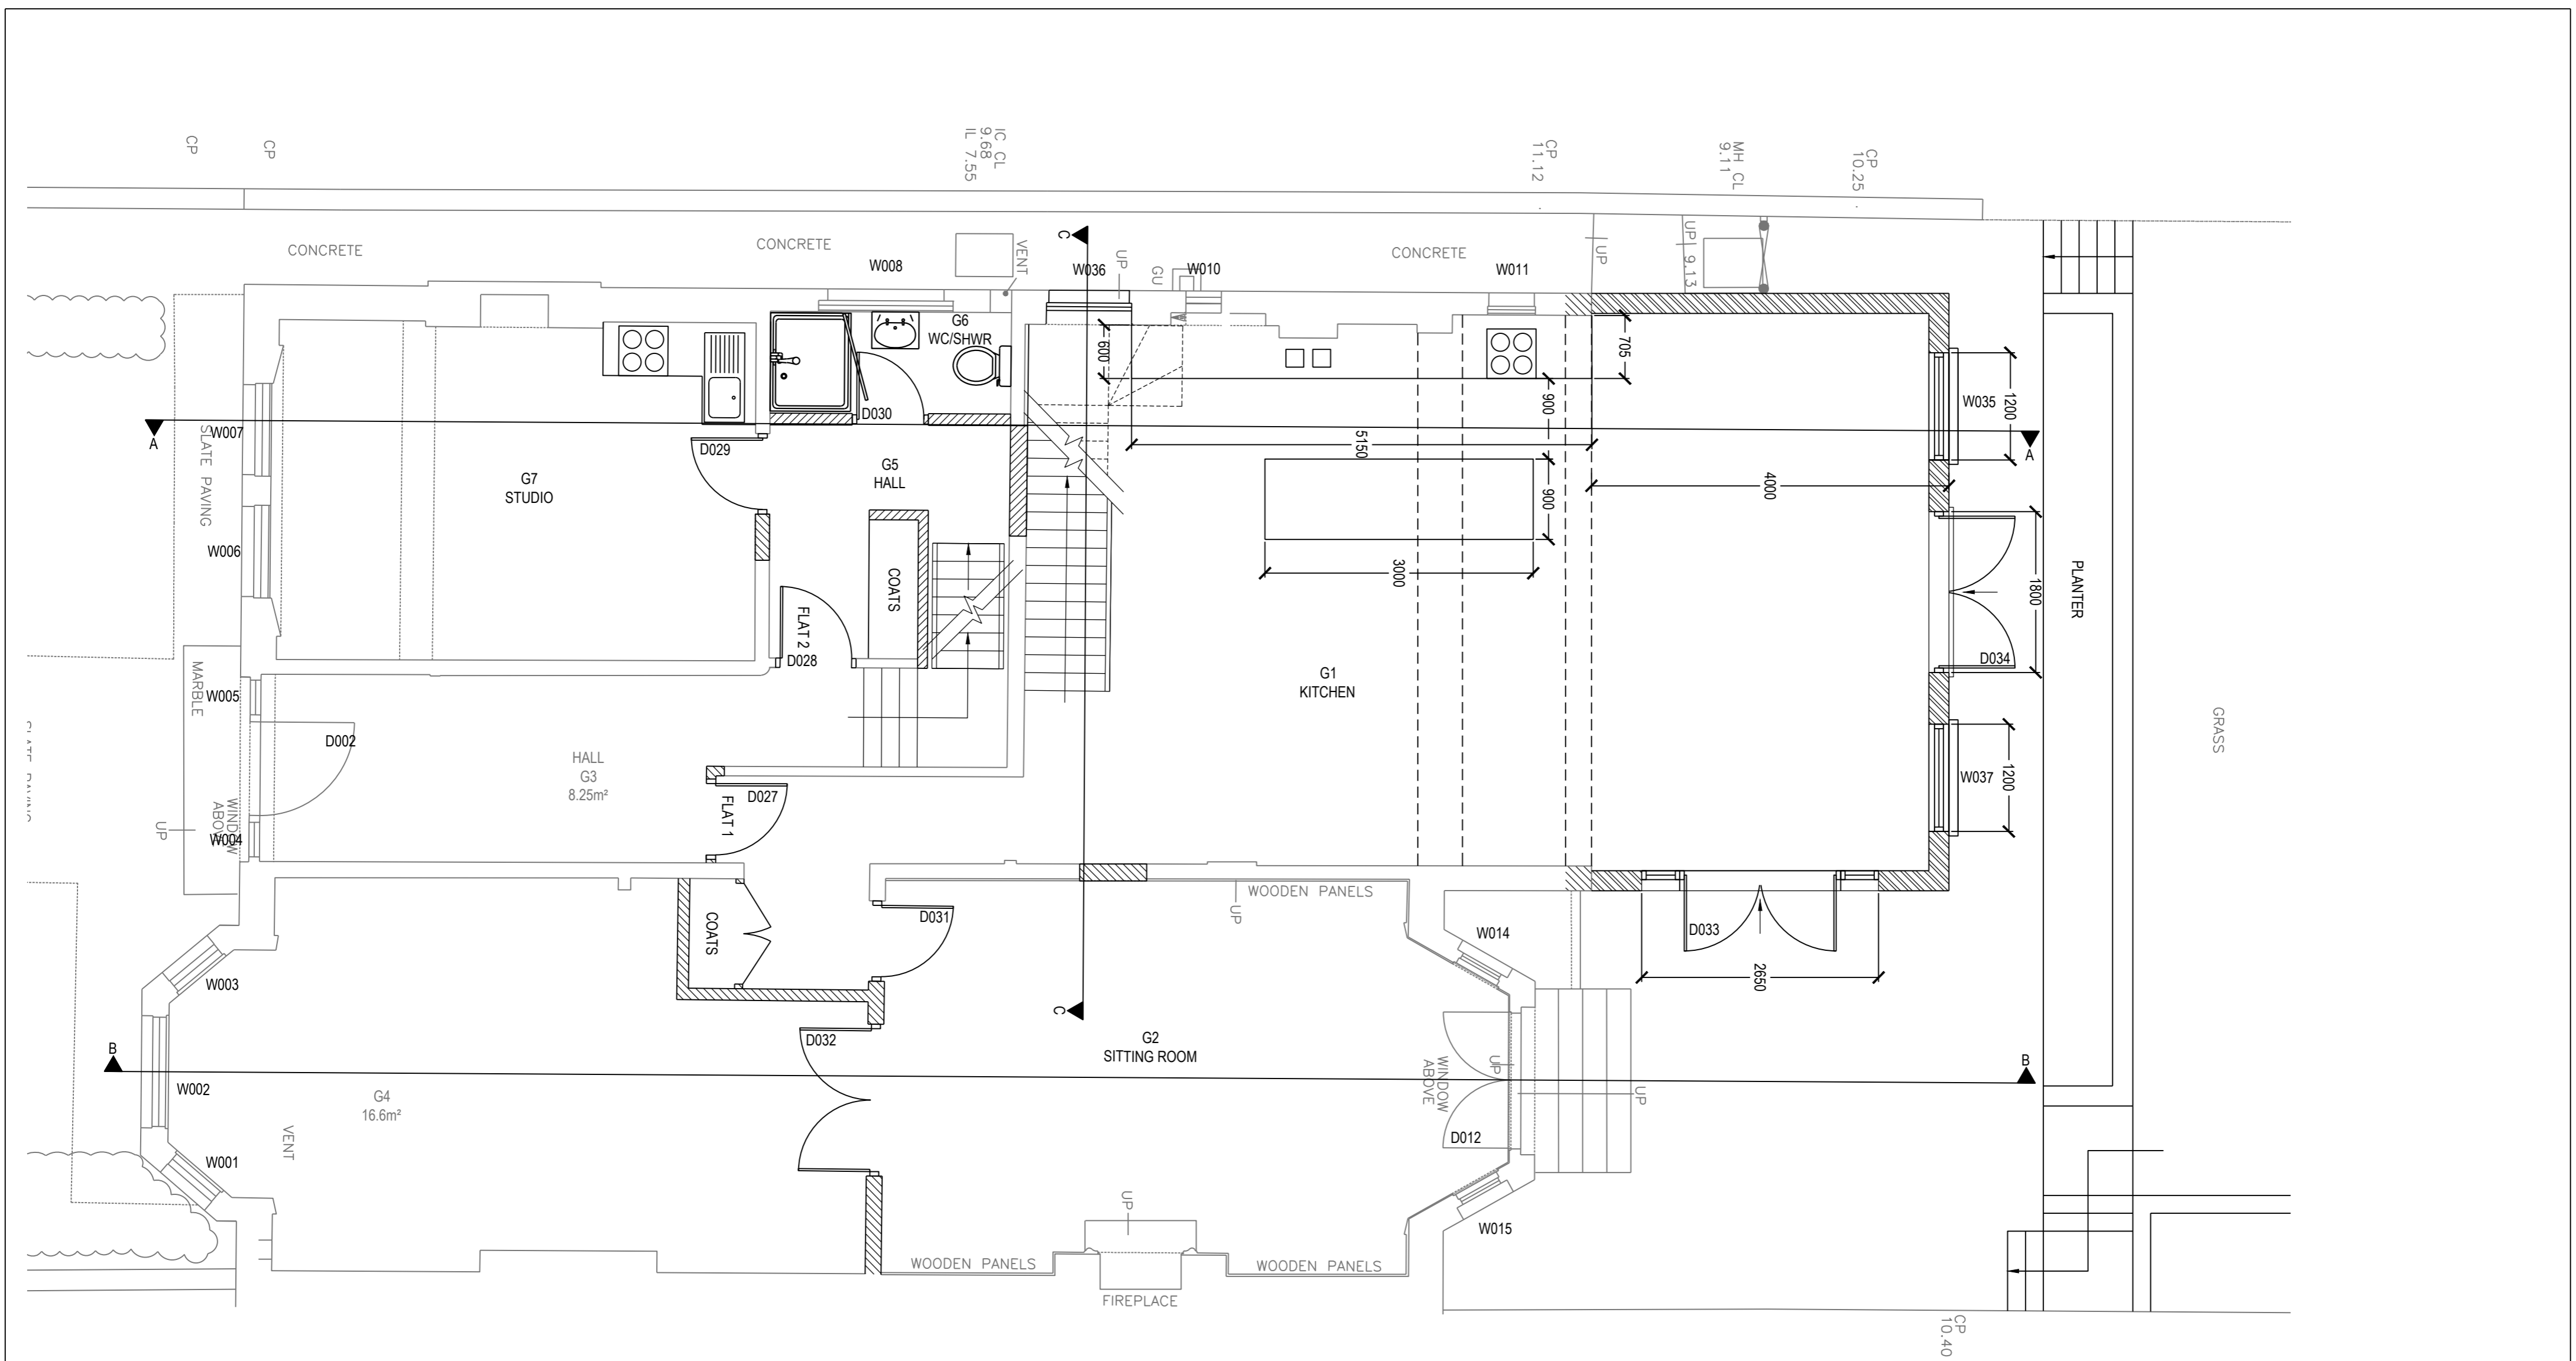 CP
CP
IC CL
9.68
IL 7.55
CP
11.12
MH CL
9.11
CP
10.25
CONCRETE
CONCRETE
W008
VENT
C
W036
UP
GU
W010
CONCRETE
W011
UP
UP
9.13
G6
WC/SHWR
600
705
D030
900
W035
1200
A
SLATE PAVING
W007
D029
G5
HALL
5150
A
G7
STUDIO
4000
900
W006
COATS
3000
1800
PLANTER
FLAT 2
D028
D034
MARBLE
W005
G1
KITCHEN
D002
GRASS
HALL
G3
8.25m²
W037
1200
D027
FLAT 1
WINDOW
ABOVE
W004
UP
WOODEN PANELS
UP
COATS
D031
W014
D033
2650
W003
C
D032
G2
SITTING ROOM
B
W002
UP
WINDOW
ABOVE
UP
B
G4
16.6m²
VENT
D012
W001
UP
W015
WOODEN PANELS
WOODEN PANELS
FIREPLACE
CP
10.40